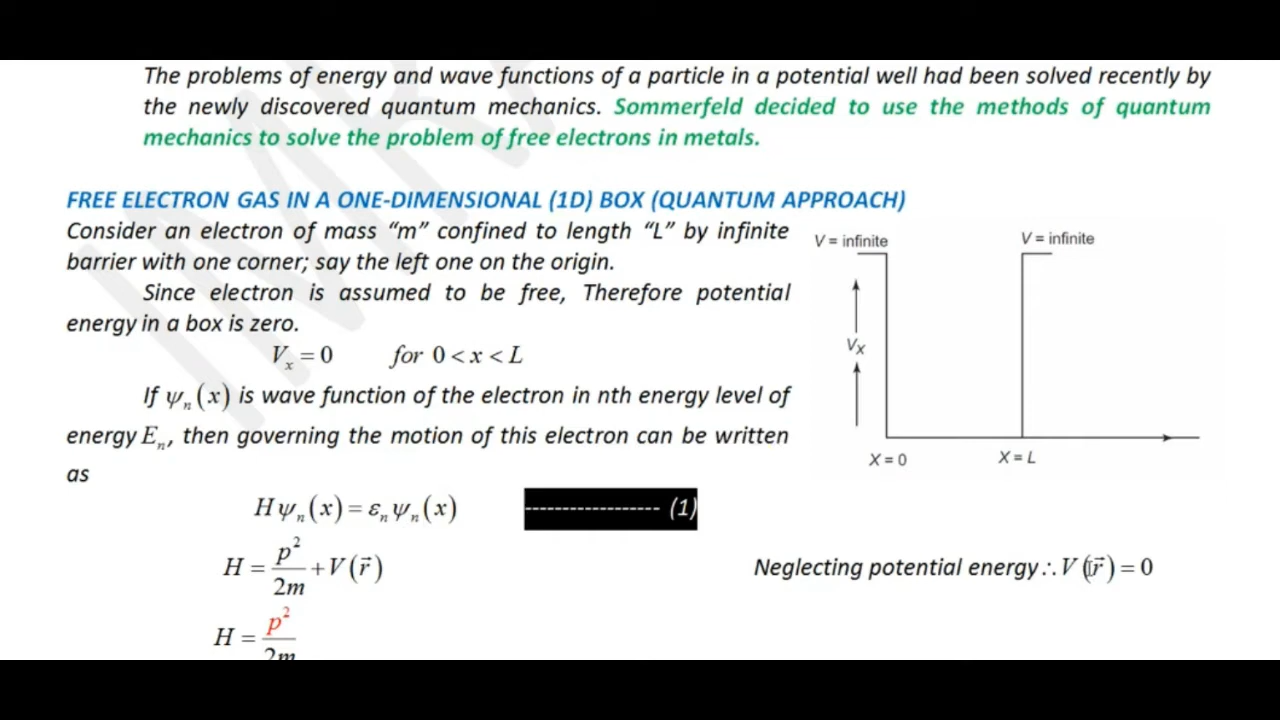 The problems of energy and wave functions of a particle in a potential well had been solved recently by
the newly discovered quantum mechanics. Sommerfeld decided to use the methods of quantum
mechanics to solve the problem of free electrons in metals.
FREE ELECTRON GAS IN A ONE-DIMENSIONAL (1D) BOX (QUANTUM APPROACH)
Consider an electron of mass “m” confined to length “L” by infinite
barrier with one corner; say the left one on the origin.
Since electron is assumed to be free, Therefore potential
energy in a box is zero.
Vₓ = 0 for 0 < x < L
If ψₙ(x) is wave function of the electron in nth energy level of
energy Eₙ, then governing the motion of this electron can be written
as
V = infinite V = infinite
Vx
X = 0 X = L
Hψₙ(x) = εₙψₙ(x) ------------------ (1)
H = p²/2m + V(r⃗) Neglecting potential energy ∴ V(r⃗) = 0
H = p²/2m